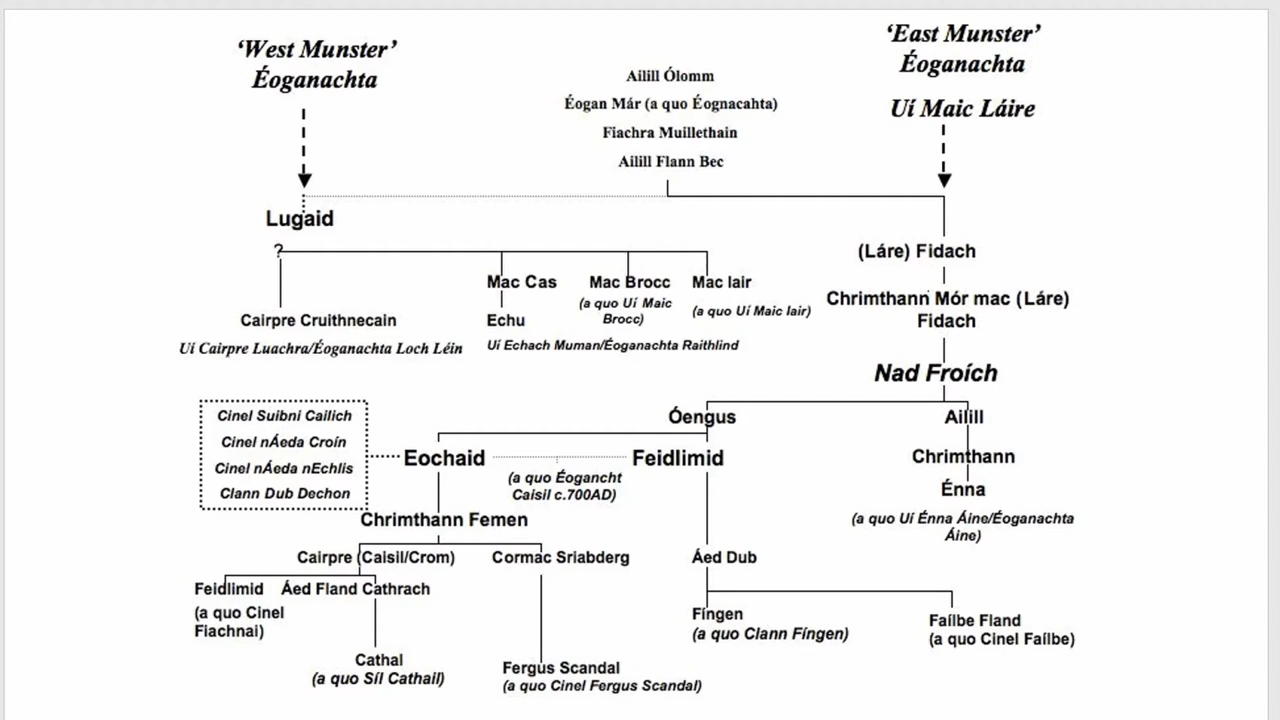 ‘West Munster’
Éoganachta
‘East Munster’
Éoganachta
Uí Maic Láire
Ailill Ólomm
Éogan Már (a quo Éognacahta)
Fiachra Muillethain
Ailill Flann Bec
Lugaid
?
(Láre) Fidach
Mac Cas
Mac Brocc
Mac Iair
(a quo Uí Maic
Brocc)
(a quo Uí Maic Iair)
Chrimthann Mór mac (Láre)
Fidach
Cairpre Cruithnecain
Echu
Uí Cairpre Luachra/Éoganachta Loch Léin
Uí Echach Muman/Éoganachta Raithlind
Nad Froích
Óengus
Ailill
Cinel Suibni Cailich
Cinel nÁeda Croín
Cinel nÁeda nEchlis
Clann Dub Dechon
Eochaid
Feidlimid
(a quo Éogancht
Caisil c.700AD)
Chrimthann
Énna
(a quo Uí Énna Áine/Éoganachta
Áine)
Chrimthann Femen
Cairpre (Caisil/Crom)
Cormac Sriabderg
Áed Dub
Feidlimid
Áed Fland Cathrach
(a quo Cinel
Fiachnai)
Fíngen
(a quo Clann Fíngen)
Faílbe Fland
(a quo Cinel Faílbe)
Cathal
(a quo Síl Cathail)
Fergus Scandal
(a quo Cinel Fergus Scandal)